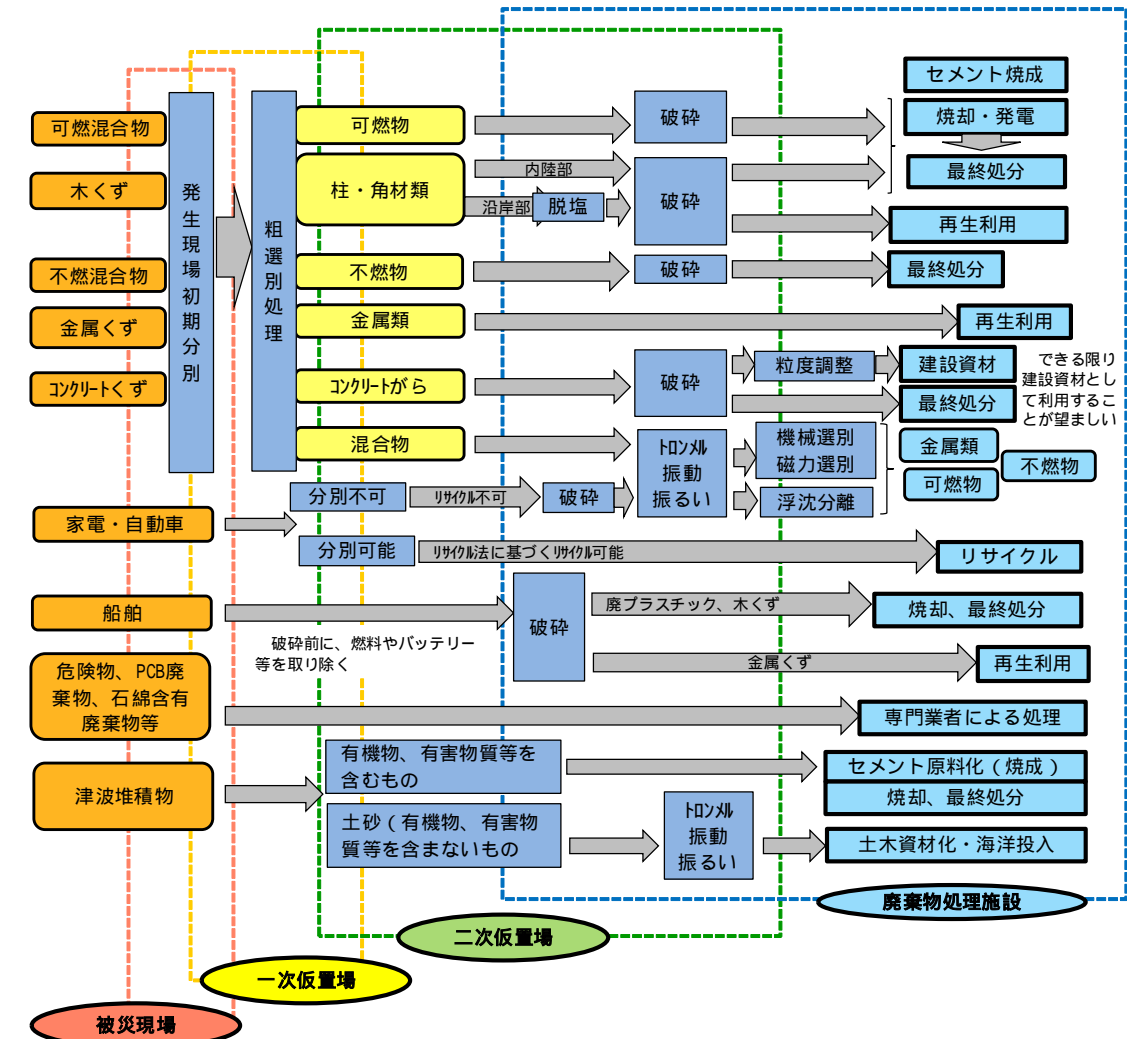 セメント焼成
可燃物
破砕
焼却・発電
可燃混合物
内陸部
最終処分
木くず
柱・角材類
破砕
沿岸部
脱塩
再生利用
発生現場初期分別
粗選別処理
不燃混合物
不燃物
破砕
最終処分
金属くず
金属類
再生利用
コンクリートくず
コンクリートがら
破砕
粒度調整
建設資材
最終処分
できる限り
建設資材とし
て利用するこ
とが望ましい
混合物
トロンメル
振動
振るい
機械選別
磁力選別
金属類
不燃物
可燃物
分別不可
リサイクル不可
破砕
浮沈分離
家電・自動車
分別可能
リサイクル法に基づくリサイクル可能
リサイクル
船舶
破砕
廃プラスチック、木くず
焼却、最終処分
破砕前に、燃料やバッテリー
等を取り除く
金属くず
再生利用
危険物、PCB廃
棄物、石綿含有
廃棄物等
専門業者による処理
津波堆積物
有機物、有害物質等を
含むもの
セメント原料化(焼成)
焼却、最終処分
土砂(有機物、有害物
質等を含まないもの
トロンメル
振動
振るい
土木資材化・海洋投入
廃棄物処理施設
二次仮置場
一次仮置場
被災現場